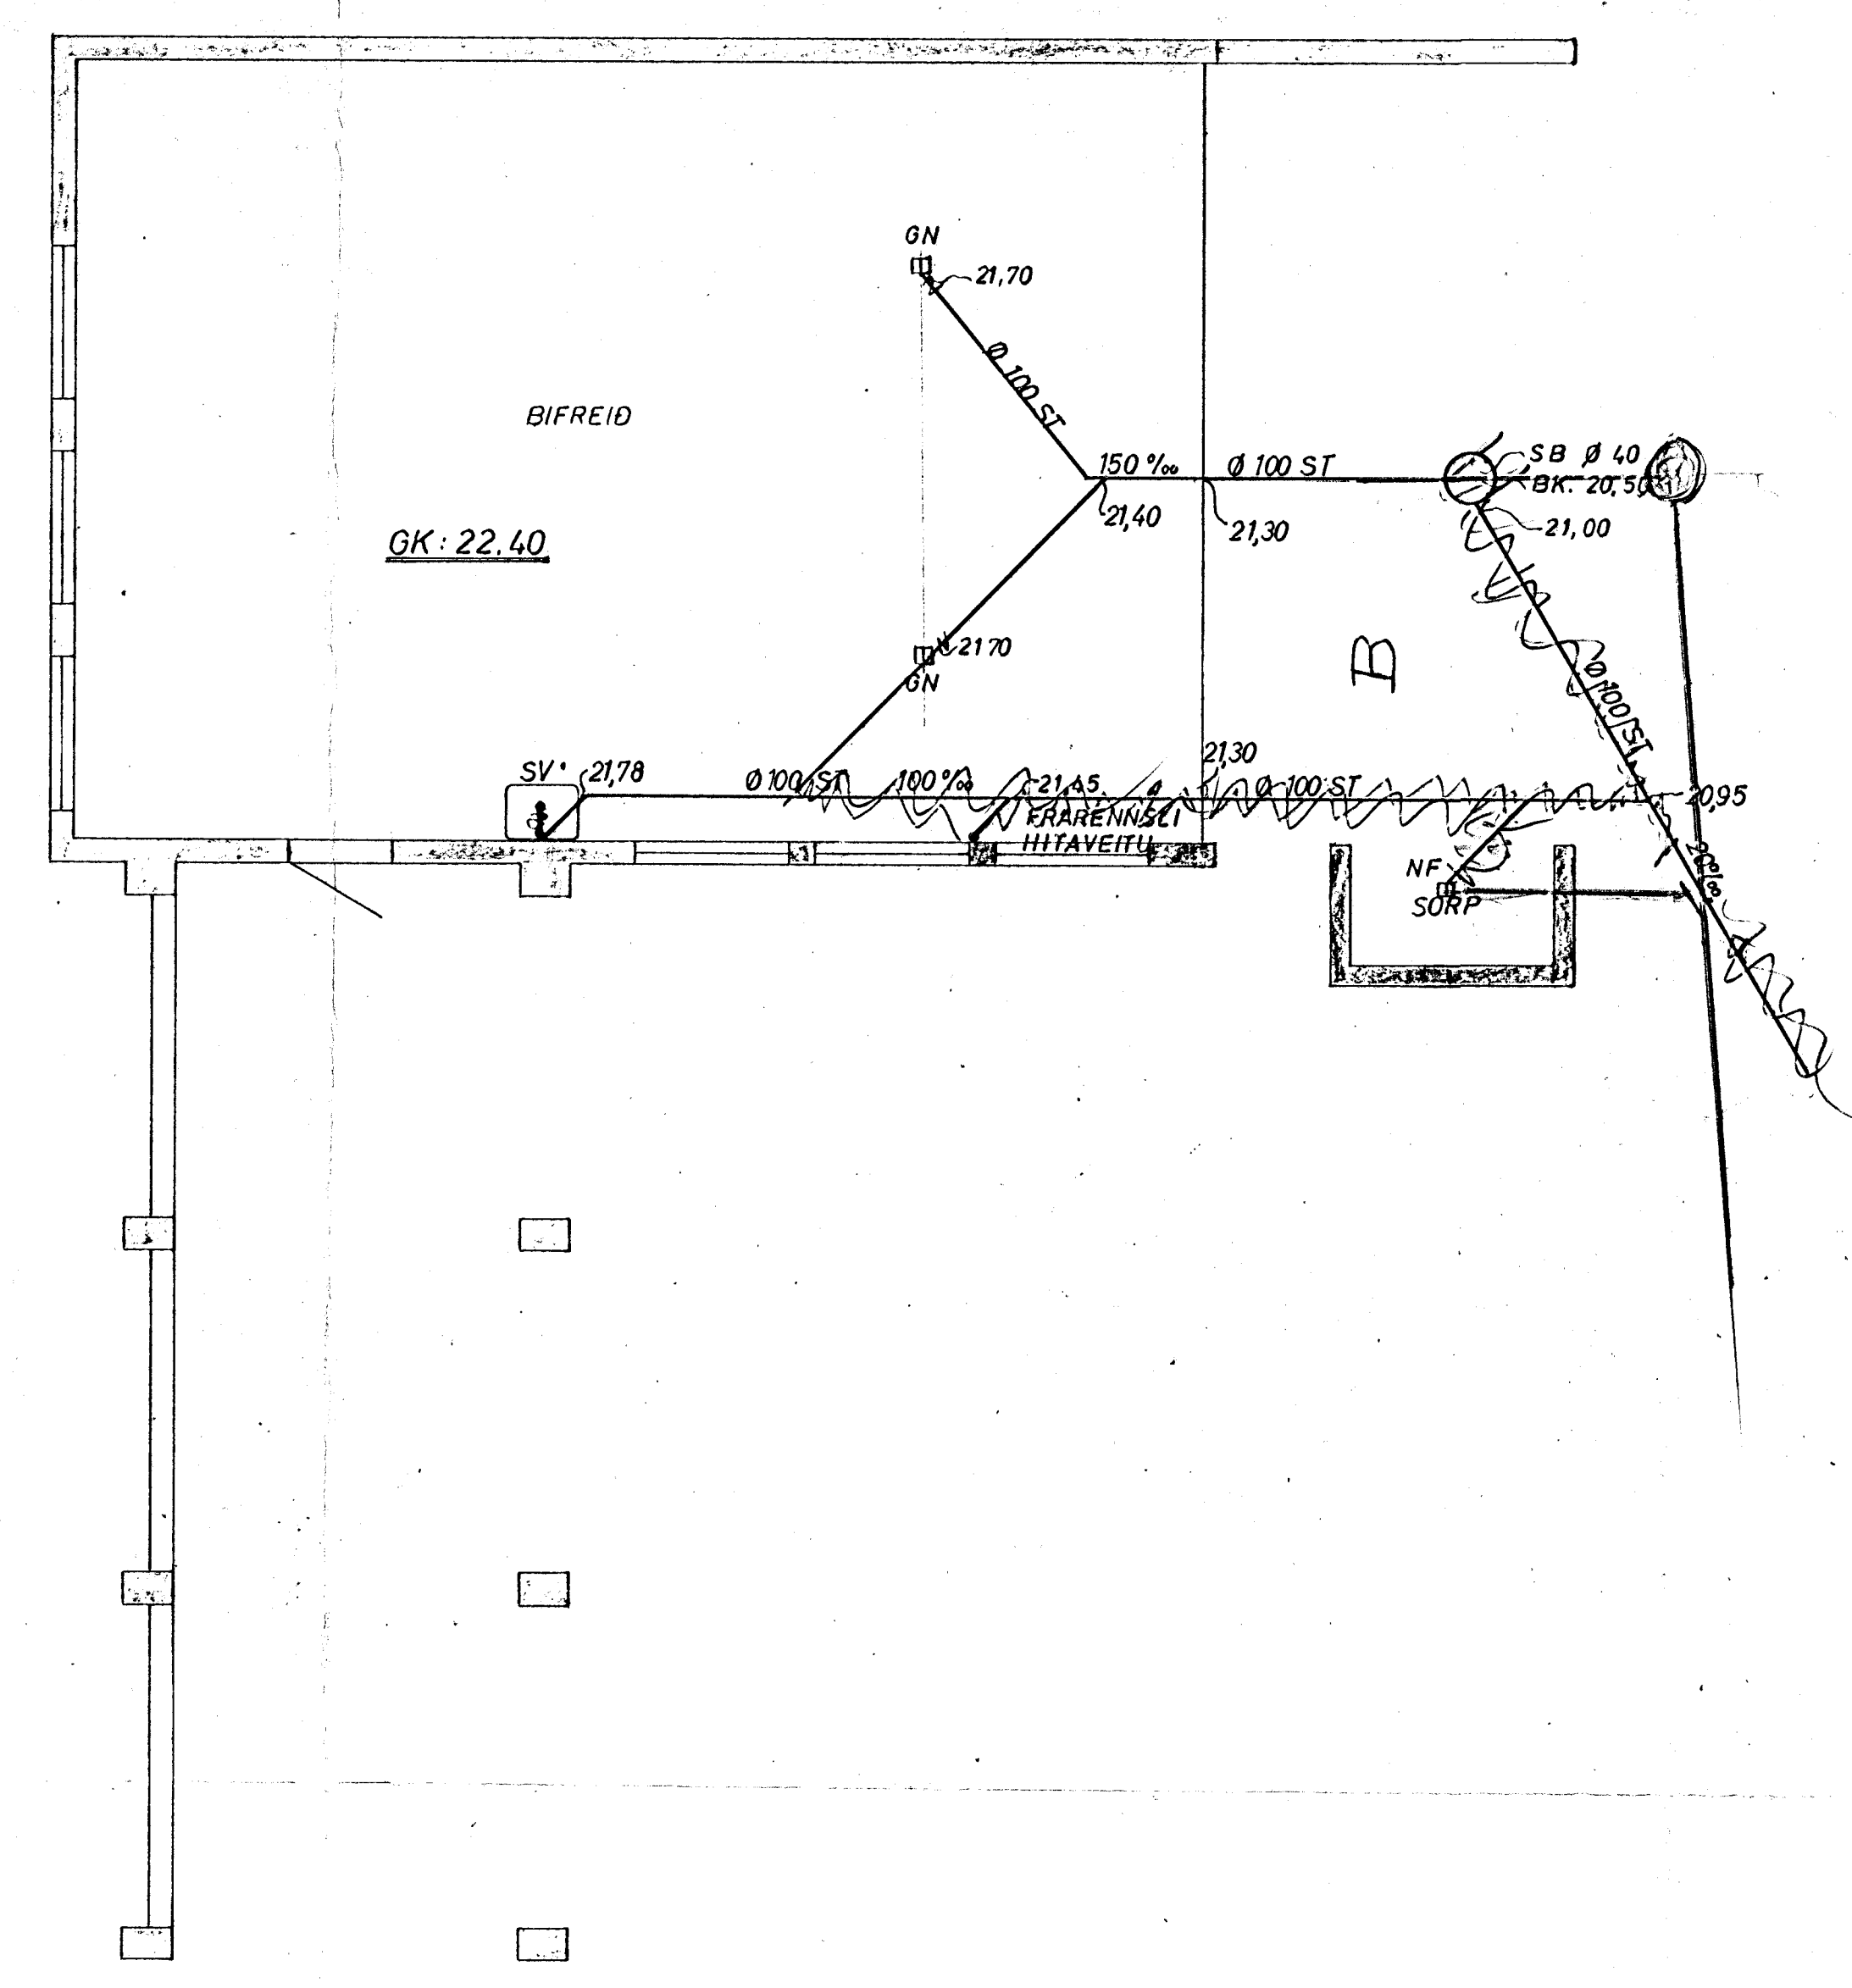 GN
21,70
Ø 100 ST
BIFREIÐ
150 ‰ Ø 100 ST
SB Ø 40
BK. 20,50
21,40
21,30
21,00
GK: 22.40
21 70
GN
B
Ø 100 ST
21,30
SV
21,78
Ø 100 ST
100 ‰
21,45
Ø 100 ST
20,95
FRÁRENNSLI
HITAVEITU
20 ‰
NF
SORP